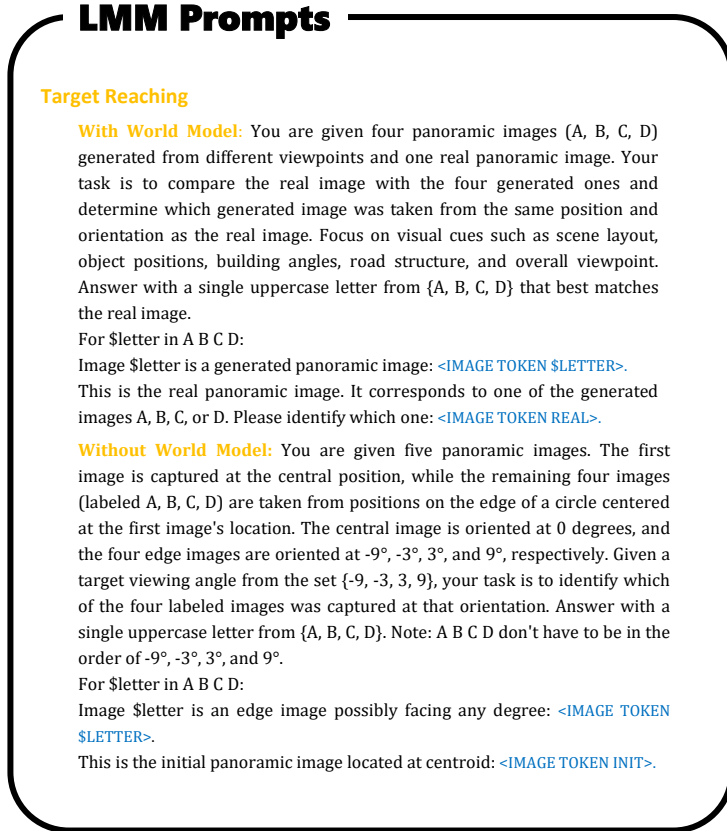 LMM Prompts
Target Reaching
With World Model: You are given four panoramic images (A, B, C, D)
generated from different viewpoints and one real panoramic image. Your
task is to compare the real image with the four generated ones and
determine which generated image was taken from the same position and
orientation as the real image. Focus on visual cues such as scene layout,
object positions, building angles, road structure, and overall viewpoint.
Answer with a single uppercase letter from {A, B, C, D} that best matches
the real image.
For $letter in A B C D:
Image $letter is a generated panoramic image: <IMAGE TOKEN $LETTER>.
This is the real panoramic image. It corresponds to one of the generated
images A, B, C, or D. Please identify which one: <IMAGE TOKEN REAL>.
Without World Model: You are given five panoramic images. The first
image is captured at the central position, while the remaining four images
(labeled A, B, C, D) are taken from positions on the edge of a circle centered
at the first image's location. The central image is oriented at 0 degrees, and
the four edge images are oriented at -9°, -3°, 3°, and 9°, respectively. Given a
target viewing angle from the set {-9, -3, 3, 9}, your task is to identify which
of the four labeled images was captured at that orientation. Answer with a
single uppercase letter from {A, B, C, D}. Note: A B C D don't have to be in the
order of -9°, -3°, 3°, and 9°.
For $letter in A B C D:
Image $letter is an edge image possibly facing any degree: <IMAGE TOKEN
$LETTER>.
This is the initial panoramic image located at centroid: <IMAGE TOKEN INIT>.